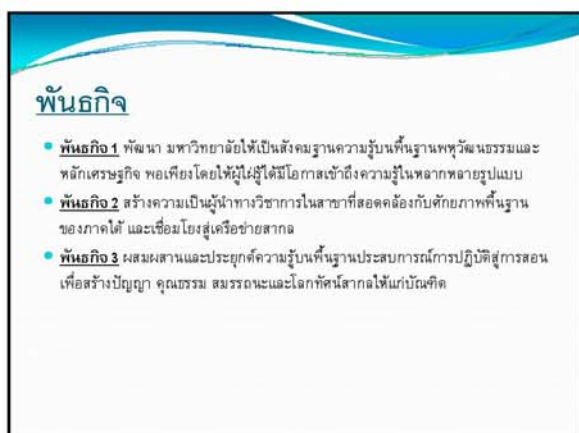 พันธกิจ
พันธกิจ 1 พัฒนา มหาวิทยาลัยให้เป็นสังคมฐานความรู้บนพื้นฐานพหุวัฒนธรรมและ
หลักเศรษฐกิจ พอเพียงโดยให้ผู้ใฝ่รู้ได้มีโอกาสเข้าถึงความรู้ในหลากหลายรูปแบบ
พันธกิจ 2 สร้างความเป็นผู้นำทางวิชาการในสาขาที่สอดคล้องกับศักยภาพพื้นฐาน
ของภาคใต้ และเชื่อมโยงสู่เครือข่ายสากล
พันธกิจ 3 ผสมผสานและประยุกต์ความรู้บนพื้นฐานประสบการณ์การปฏิบัติสู่การสอน
เพื่อสร้างปัญญา คุณธรรม สมรรถนะและโลกทัศน์สากลให้แก่บัณฑิต